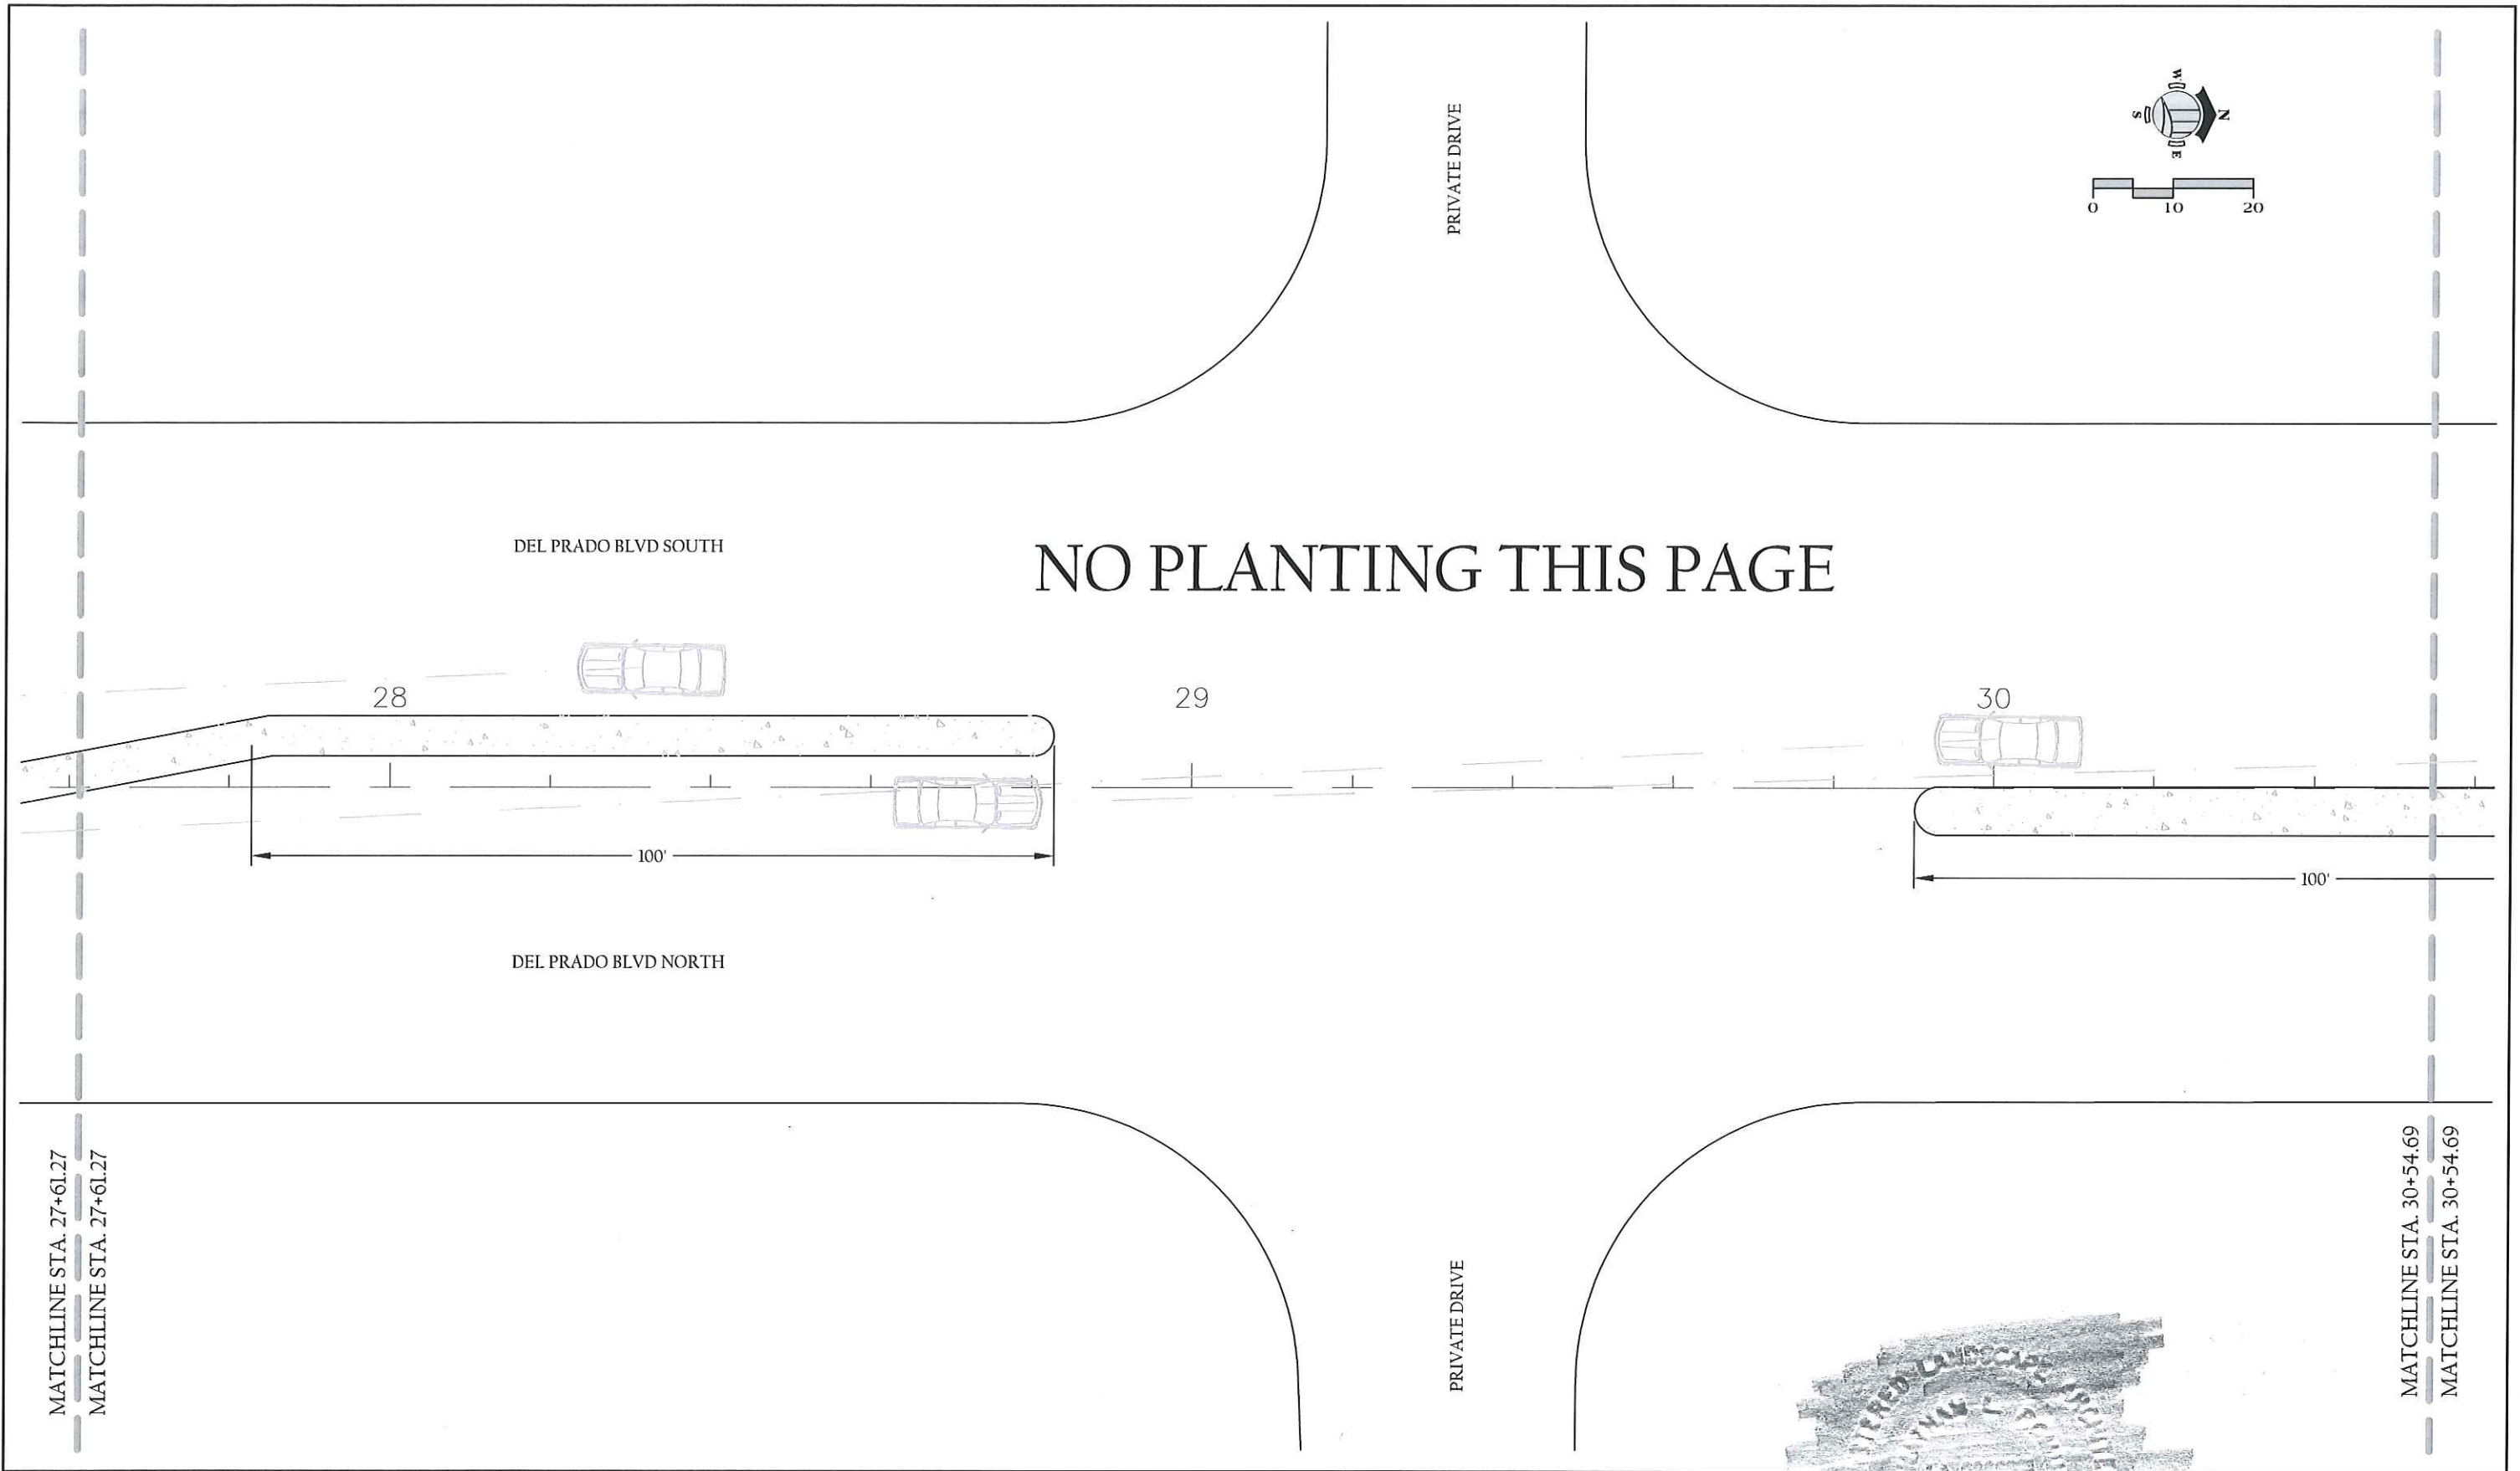 PRIVATE DRIVE
W
N
S
E
0 10 20
DEL PRADO BLVD SOUTH
NO PLANTING THIS PAGE
28
29
30
100'
100'
DEL PRADO BLVD NORTH
MATCHLINE STA. 27+61.27
MATCHLINE STA. 27+61.27
PRIVATE DRIVE
MATCHLINE STA. 30+54.69
MATCHLINE STA. 30+54.69
LANDSCAPE